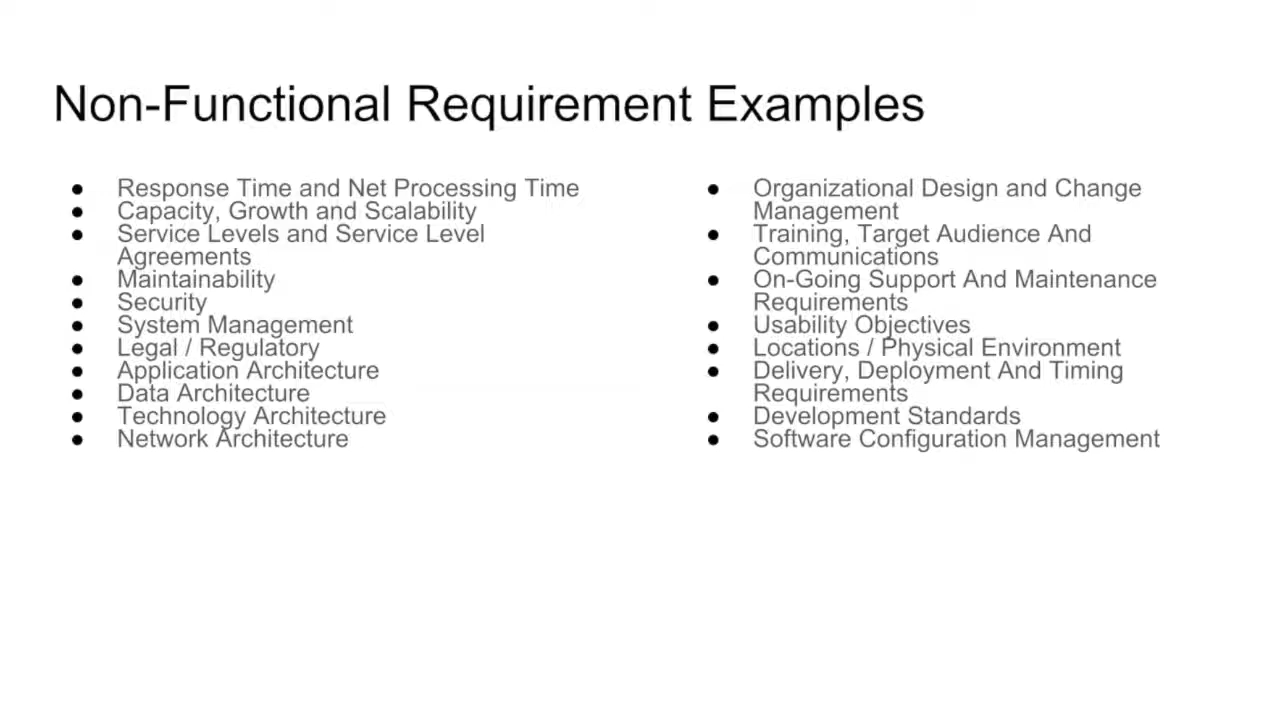 Non-Functional Requirement Examples
● Response Time and Net Processing Time
● Capacity, Growth and Scalability
● Service Levels and Service Level
Agreements
● Maintainability
● Security
● System Management
● Legal / Regulatory
● Application Architecture
● Data Architecture
● Technology Architecture
● Network Architecture
● Organizational Design and Change
Management
● Training, Target Audience And
Communications
● On-Going Support And Maintenance
Requirements
● Usability Objectives
● Locations / Physical Environment
● Delivery, Deployment And Timing
Requirements
● Development Standards
● Software Configuration Management